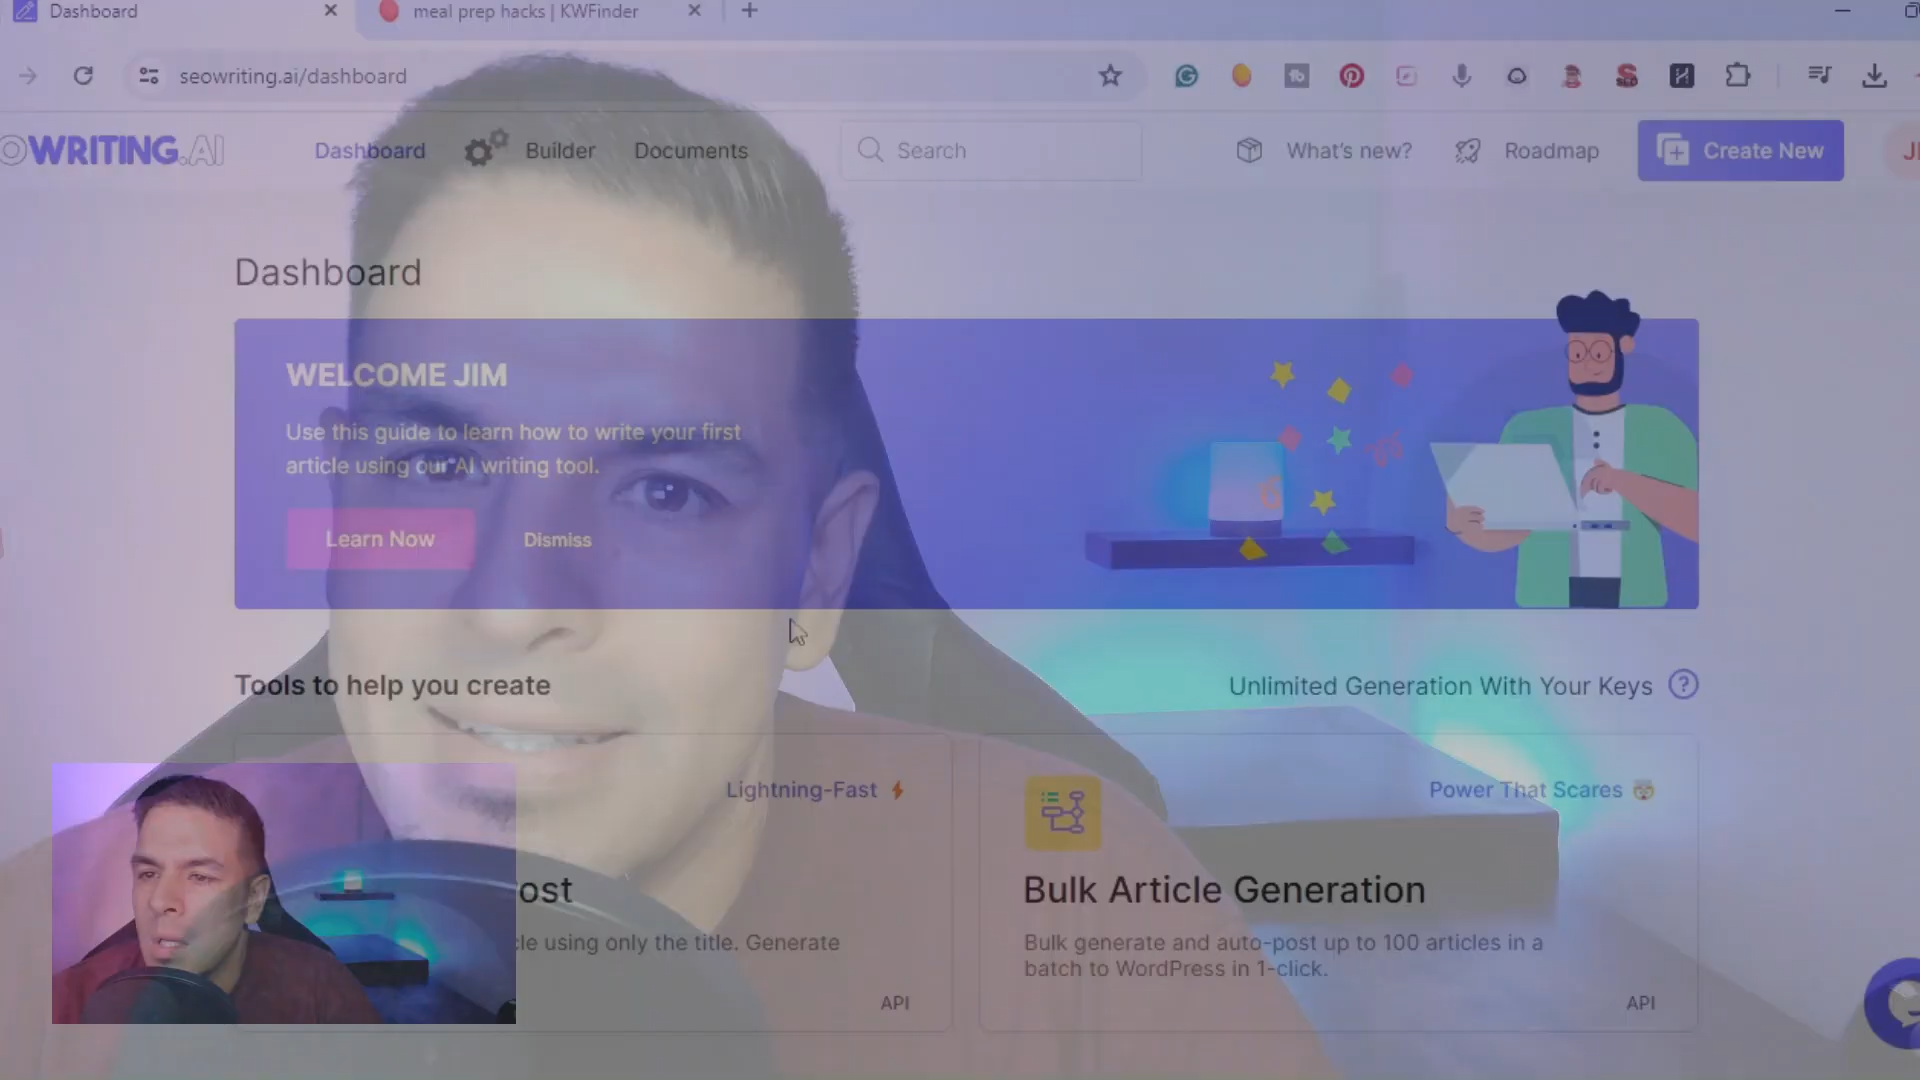 Dashboard
meal prep hacks | KWFinder
seowriting.ai/dashboard
OWRITING.AI
Dashboard
Builder
Documents
Search
What's new?
Roadmap
Create New
Dashboard
WELCOME JIM
Use this guide to learn how to write your first
article using our AI writing tool.
Learn Now
Dismiss
Tools to help you create
Unlimited Generation With Your Keys
Lightning-Fast
ost
cle using only the title. Generate
API
Power That Scares
Bulk Article Generation
Bulk generate and auto-post up to 100 articles in a
batch to WordPress in 1-click.
API